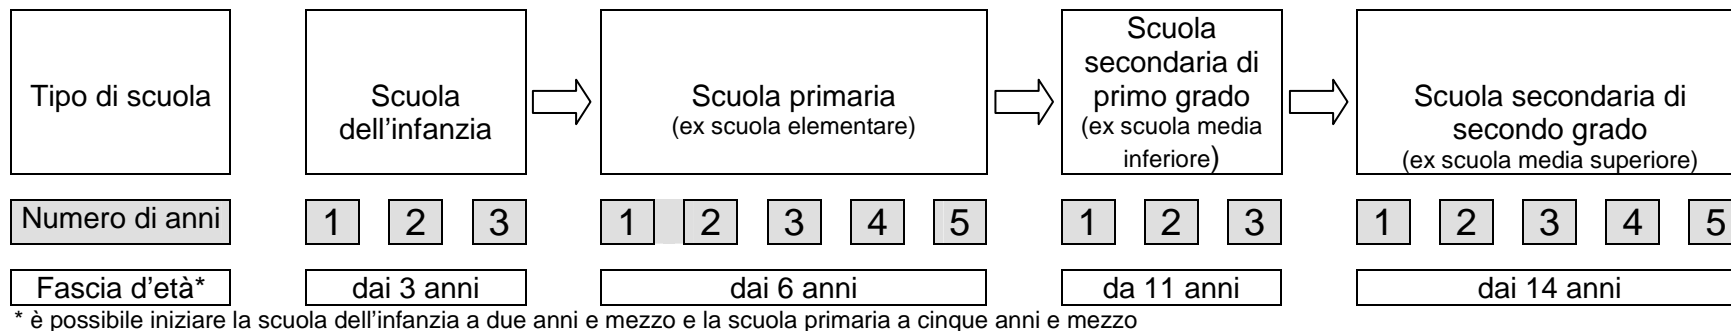 Tipo di scuola
Scuola
dell’infanzia
Scuola primaria
(ex scuola elementare)
Scuola
secondaria di
primo grado
(ex scuola media
inferiore)
Scuola secondaria di
secondo grado
(ex scuola media superiore)
Numero di anni
1 2 3
1 2 3 4 5
1 2 3
1 2 3 4 5
Fascia d’età*
dai 3 anni
dai 6 anni
da 11 anni
dai 14 anni
* è possibile iniziare la scuola dell’infanzia a due anni e mezzo e la scuola primaria a cinque anni e mezzo